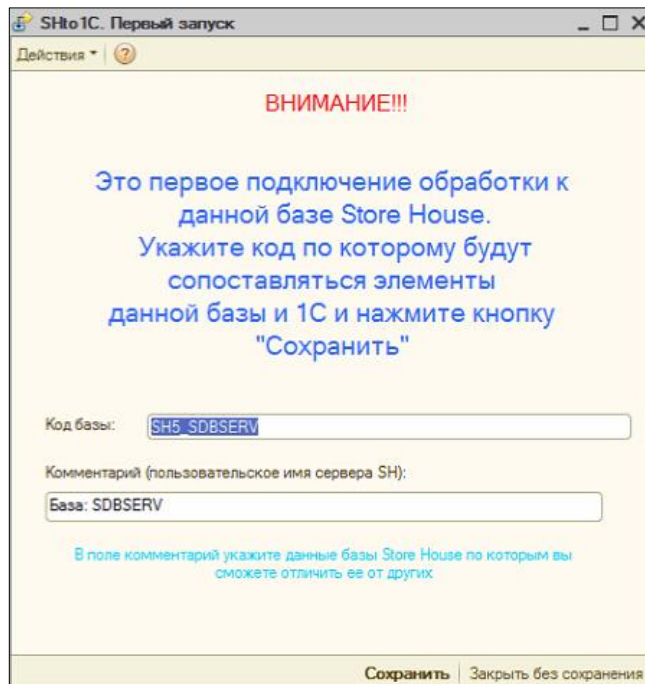 SHto1C. Первый запуск
Действия
ВНИМАНИЕ!!!
Это первое подключение обработки к
данной базе Store House.
Укажите код по которому будут
сопоставляться элементы
данной базы и 1С и нажмите кнопку
"Сохранить"
Код базы: SH5_SDBSERV
Комментарий (пользовательское имя сервера SH):
База: SDBSERV
В поле комментарий укажите данные базы Store House по которым вы
сможете отличить ее от других
Сохранить Закрыть без сохранения